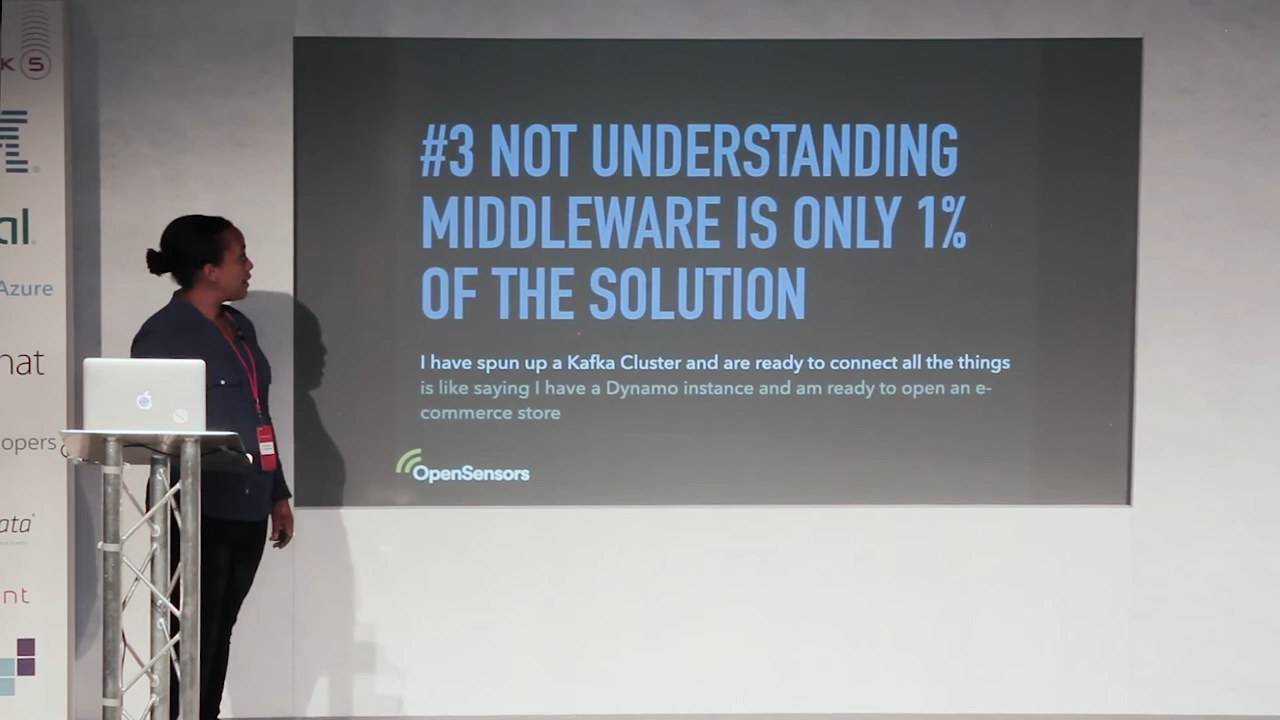 K 5
al
Azure
#3 NOT UNDERSTANDING
MIDDLEWARE IS ONLY 1%
OF THE SOLUTION
I have spun up a Kafka Cluster and are ready to connect all the things
is like saying I have a Dynamo instance and am ready to open an e-
commerce store
OpenSensors
nat
opers
ata
nt